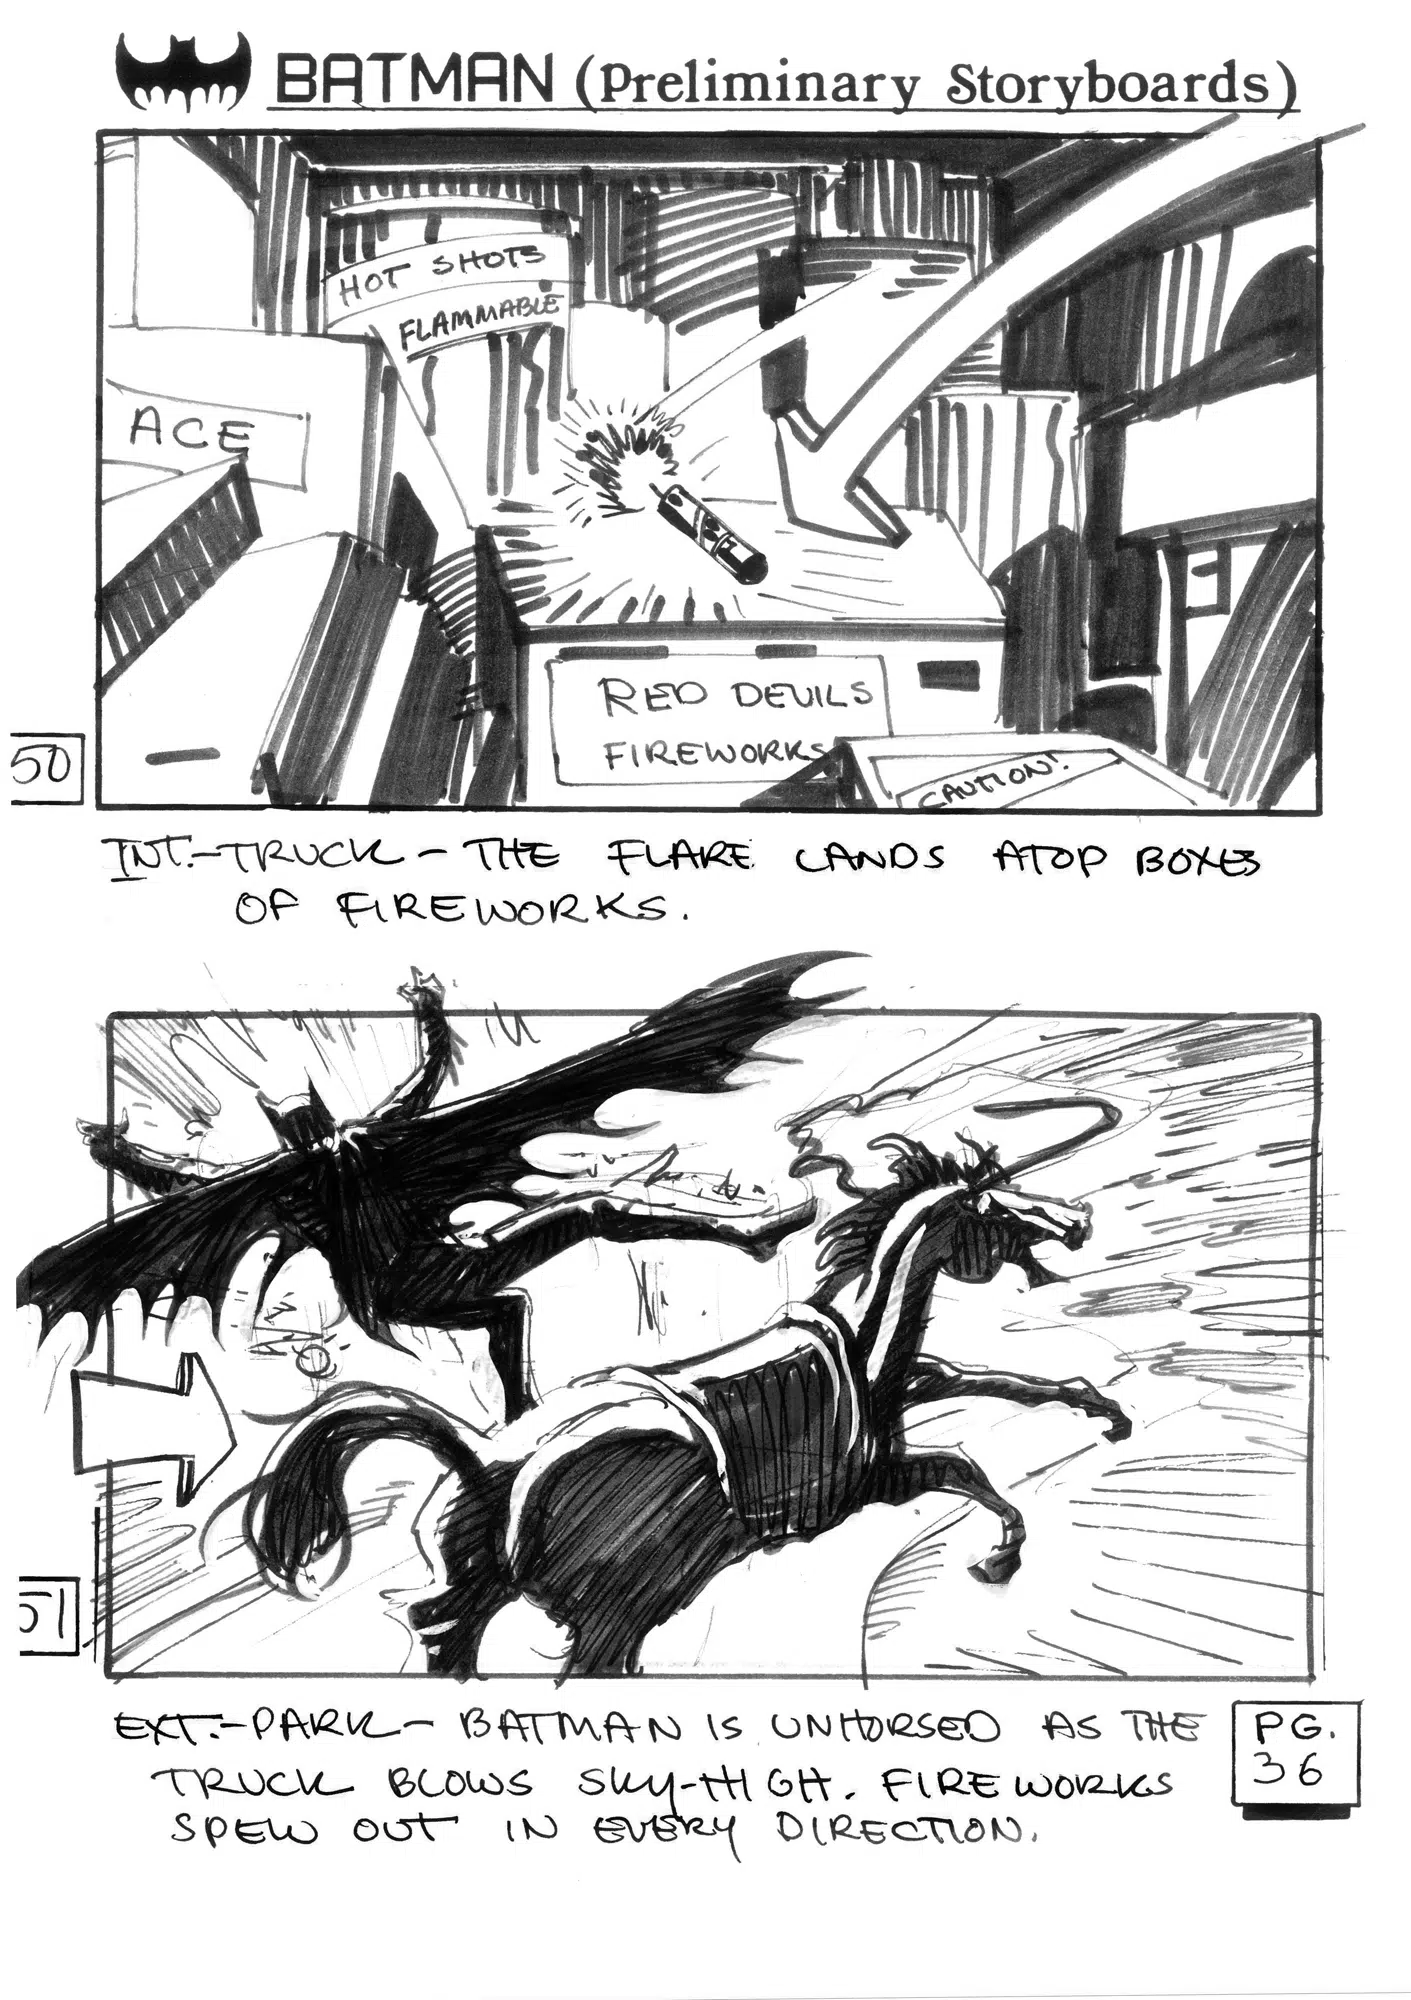 BATMAN (Preliminary Storyboards)
HOT SHOTS
FLAMMABLE
ACE
RED DEVILS
FIREWORKS
CAUTION!
50
INT.-TRUCK - THE FLARE LANDS ATOP BOXES
OF FIREWORKS.
51
EXT.-PARK - BATMAN IS UNHORSED AS THE
TRUCK BLOWS SKY-HIGH. FIREWORKS
SPEW OUT IN EVERY DIRECTION.
PG.
36